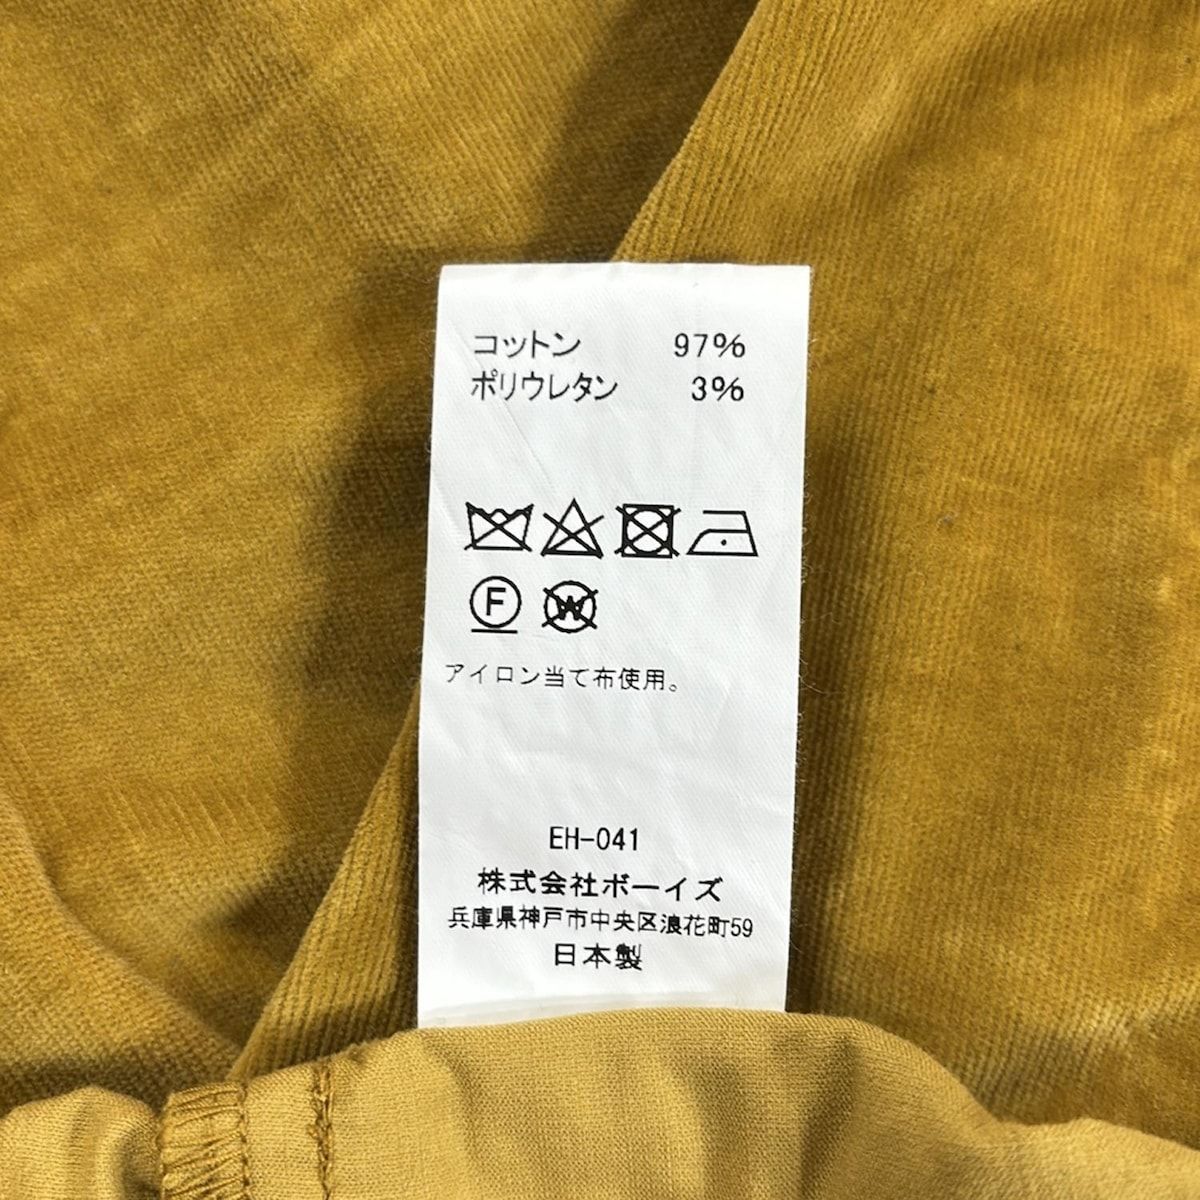 コットン 97%
ポリウレタン 3%
F W
アイロン当て布使用。
EH-041
株式会社ボーイズ
兵庫県神戸市中央区浪花町59
日本製